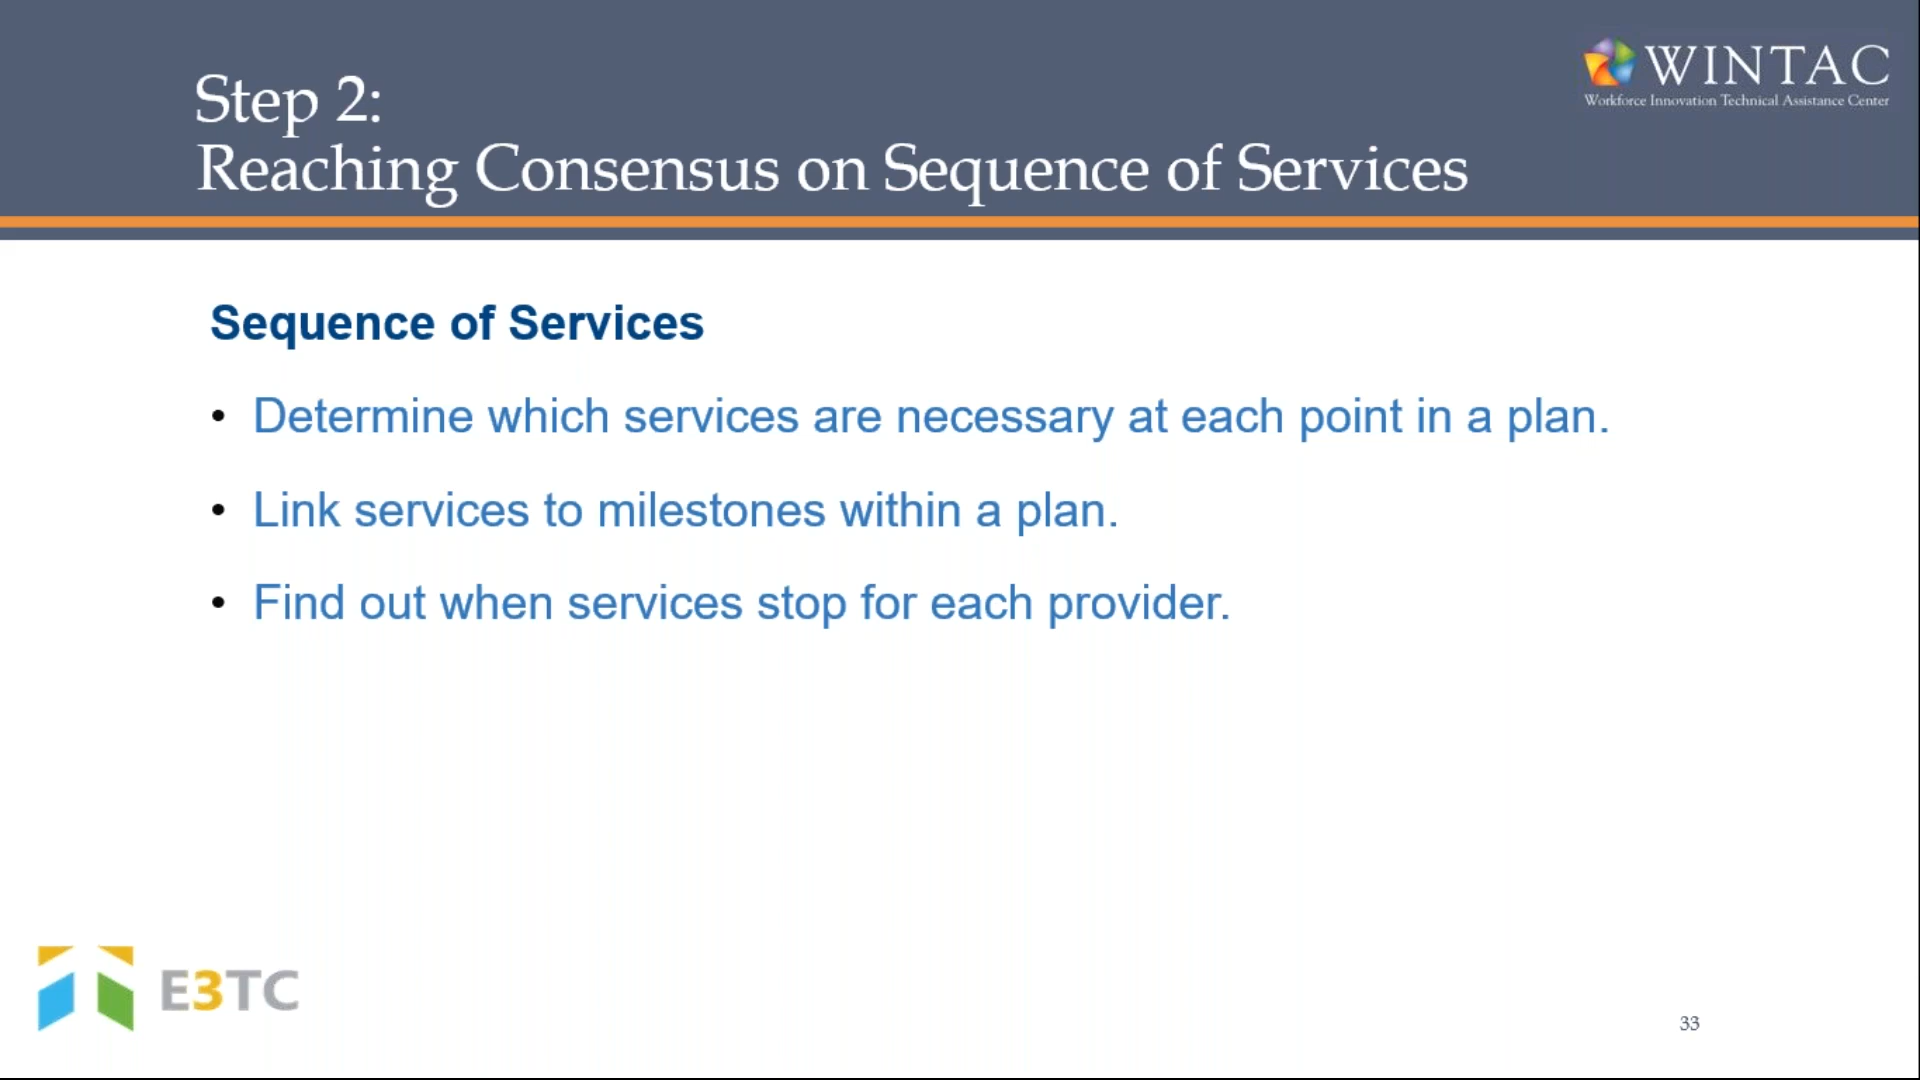 WINTAC
Workforce Innovation Technical Assistance Center
Step 2:
Reaching Consensus on Sequence of Services
Sequence of Services
• Determine which services are necessary at each point in a plan.
• Link services to milestones within a plan.
• Find out when services stop for each provider.
E3TC
33